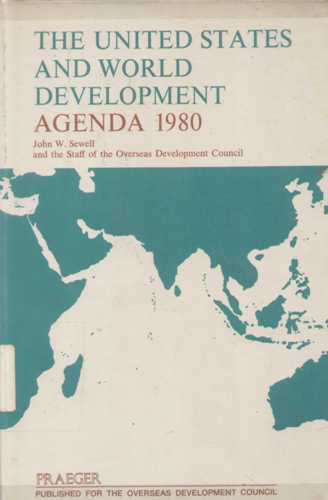 THE UNITED STATES
AND WORLD
DEVELOPMENT
AGENDA 1980
John W. Sewell
and the Staff of the Overseas Development Council
PRAEGER
PUBLISHED FOR THE OVERSEAS DEVELOPMENT COUNCIL